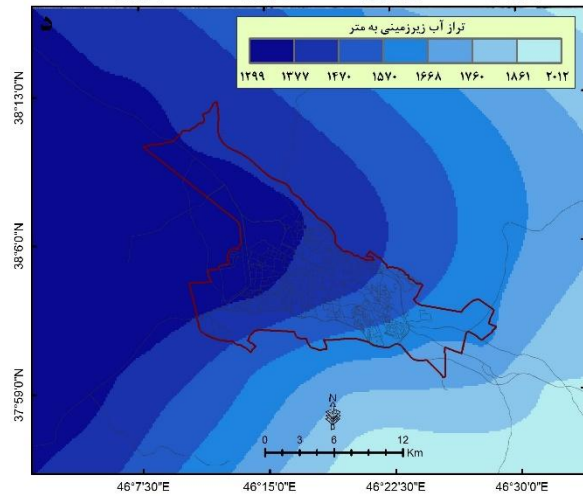 تراز آب زیرزمینی به متر
۱۲۹۹ ۱۳۷۷ ۱۴۷۰ ۱۵۷۰ ۱۶۶۸ ۱۷۶۰ ۱۸۶۱ ۲۰۱۲
38°13'0"N
38°6'0"N
37°59'0"N
N
0 3 6 12
Km
46°7'30"E 46°15'0"E 46°22'30"E 46°30'0"E